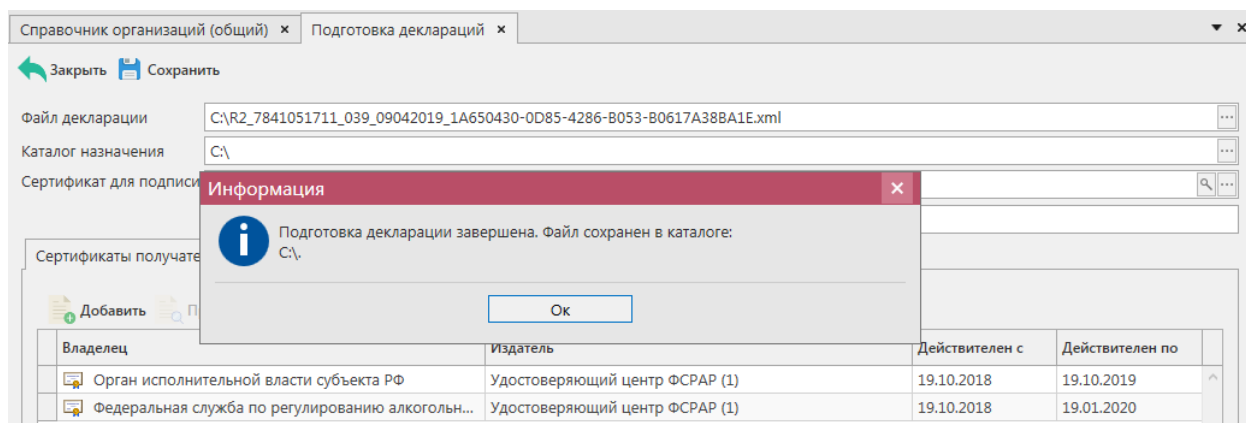 Справочник организаций (общий) × Подготовка деклараций ×
Закрыть Сохранить
Файл декларации C:\R2_7841051711_039_09042019_1A650430-0D85-4286-B053-B0617A38BA1E.xml
Каталог назначения C:\
Сертификат для подписи
Информация
Подготовка декларации завершена. Файл сохранен в каталоге:
C:\.
Ок
Сертификаты получате
Добавить П
Владелец Издатель Действителен с Действителен по
Орган исполнительной власти субъекта РФ Удостоверяющий центр ФСРАР (1) 19.10.2018 19.10.2019
Федеральная служба по регулированию алкогольн... Удостоверяющий центр ФСРАР (1) 19.10.2018 19.01.2020